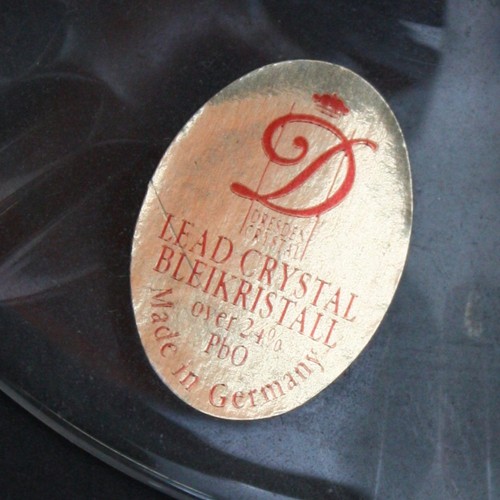 D
DRESDEN
CRYSTAL
LEAD CRYSTAL
BLEIKRISTALL
over 24%
PbO
Made in Germany